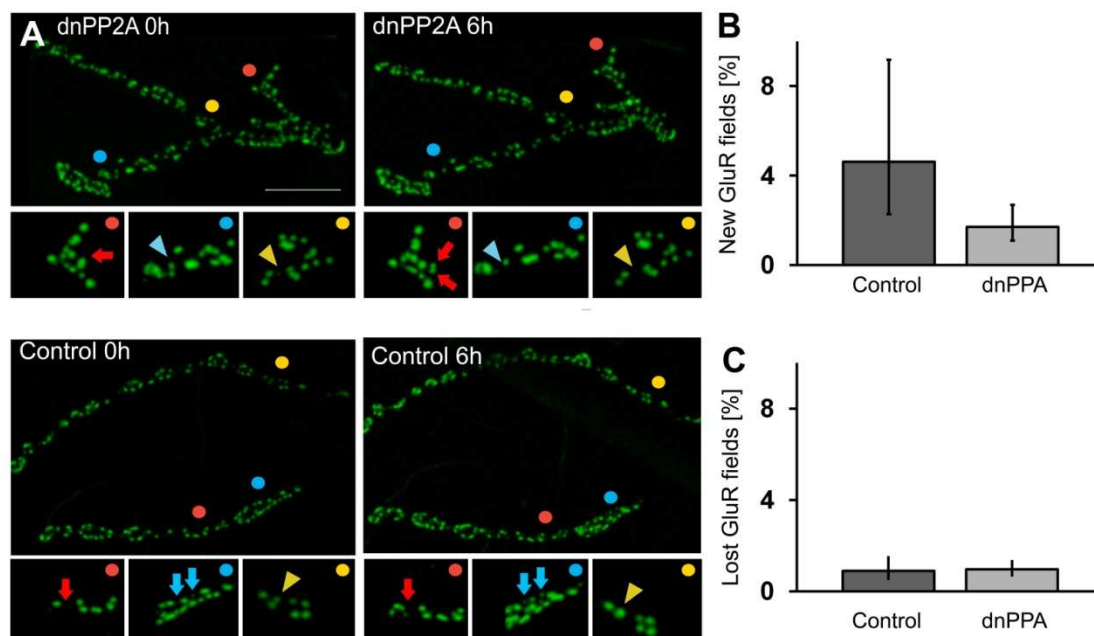 A
dnPP2A 0h
dnPP2A 6h
Control 0h
Control 6h
B
New GluR fields [%]
8
4
0
Control dnPPA
C
Lost GluR fields [%]
8
4
0
Control dnPPA